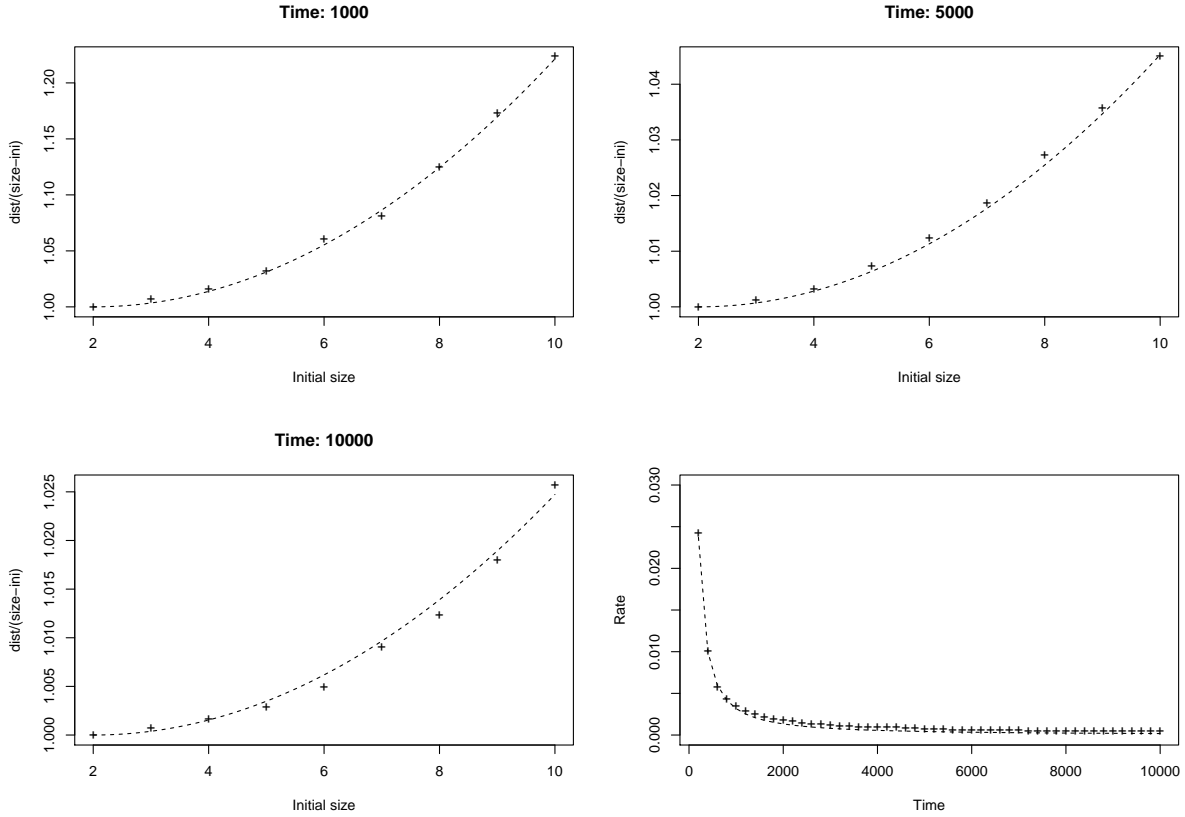 Time: 1000
dist/(size−ini)
1.00 1.05 1.10 1.15 1.20
2 4 6 8 10
Initial size
Time: 5000
dist/(size−ini)
1.00 1.01 1.02 1.03 1.04
2 4 6 8 10
Initial size
Time: 10000
dist/(size−ini)
1.000 1.005 1.010 1.015 1.020 1.025
2 4 6 8 10
Initial size
Rate
0.000 0.010 0.020 0.030
0 2000 4000 6000 8000 10000
Time